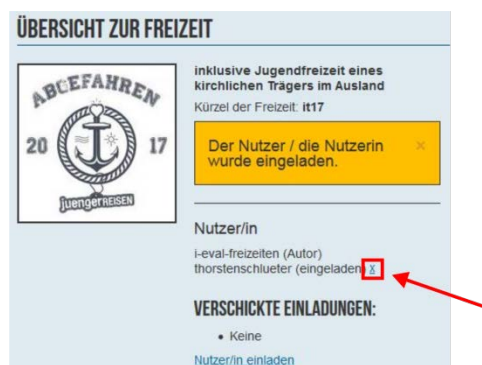 ÜBERSICHT ZUR FREIZEIT
ABGEFAHREN
20 17
juengerREISEN
inklusive Jugendfreizeit eines
kirchlichen Trägers im Ausland
Kürzel der Freizeit: it17
Der Nutzer / die Nutzerin ×
wurde eingeladen.
Nutzer/in
i-eval-freizeiten (Autor)
thorstenschlueter (eingeladen) X
VERSCHICKTE EINLADUNGEN:
• Keine
Nutzer/in einladen